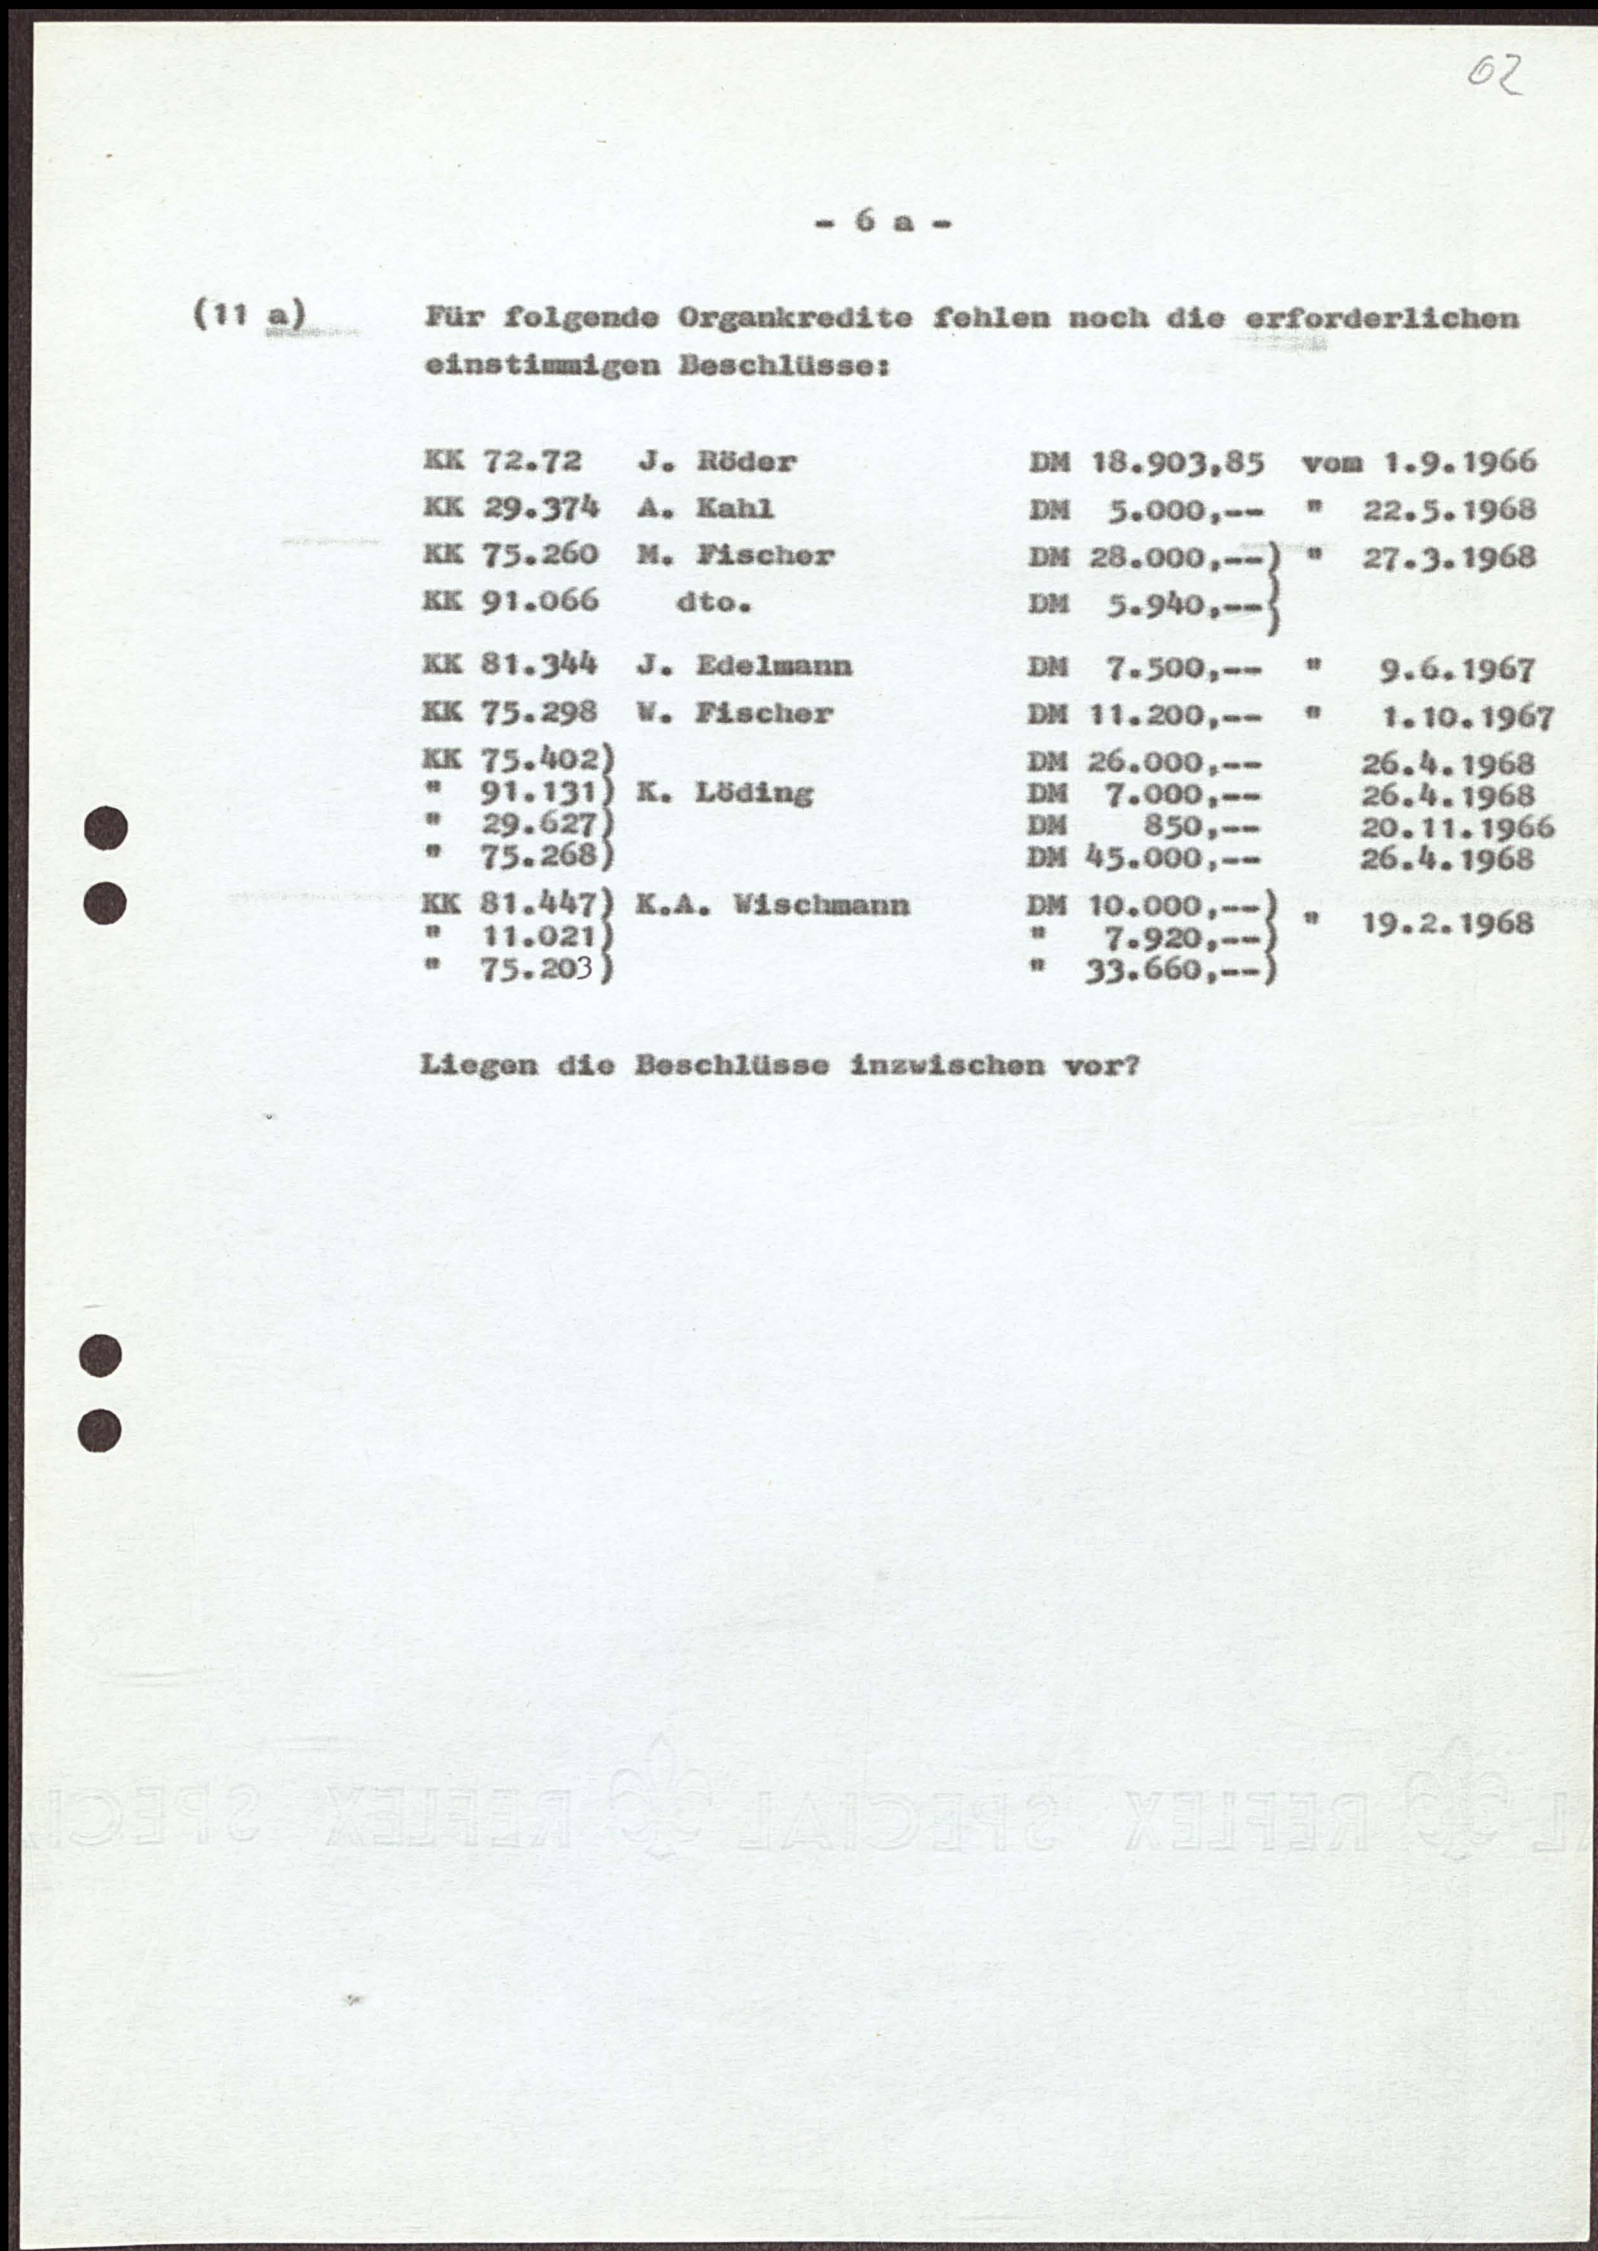 62
- 6 a -
(11 a) Für folgende Organkredite fehlen noch die erforderlichen
einstimmigen Beschlüsse:
KK 72.72 J. Röder DM 18.903,85 vom 1.9.1966
KK 29.374 A. Kahl DM 5.000,-- " 22.5.1968
KK 75.260 M. Fischer DM 28.000,--) " 27.3.1968
KK 91.066 dto. DM 5.940,--)
KK 81.344 J. Edelmann DM 7.500,-- " 9.6.1967
KK 75.298 W. Fischer DM 11.200,-- " 1.10.1967
KK 75.402) DM 26.000,-- 26.4.1968
" 91.131) K. Löding DM 7.000,-- 26.4.1968
" 29.627) DM 850,-- 20.11.1966
" 75.268) DM 45.000,-- 26.4.1968
KK 81.447) K.A. Wischmann DM 10.000,--)
" 11.021) " 7.920,--) " 19.2.1968
" 75.203) " 33.660,--)
Liegen die Beschlüsse inzwischen vor?
SPECIAL REFLEX SPECIAL REFLEX SPECI